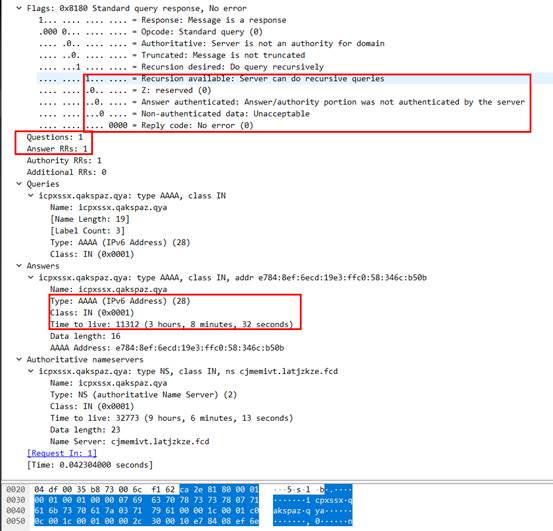 Flags: 0x8180 Standard query response, No error
1... .... .... .... = Response: Message is a response
.000 0... .... .... = Opcode: Standard query (0)
.... .0.. .... .... = Authoritative: Server is not an authority for domain
.... ..0. .... .... = Truncated: Message is not truncated
.... ...1 .... .... = Recursion desired: Do query recursively
.... .... 1... .... = Recursion available: Server can do recursive queries
.... .... .0.. .... = Z: reserved (0)
.... .... ..0. .... = Answer authenticated: Answer/authority portion was not authenticated by the server
.... .... ...0 .... = Non-authenticated data: Unacceptable
.... .... .... 0000 = Reply code: No error (0)
Questions: 1
Answer RRs: 1
Authority RRs: 1
Additional RRs: 0
Queries
icpxssx.qakspaz.qya: type AAAA, class IN
Name: icpxssx.qakspaz.qya
[Name Length: 19]
[Label Count: 3]
Type: AAAA (IPv6 Address) (28)
Class: IN (0x0001)
Answers
icpxssx.qakspaz.qya: type AAAA, class IN, addr e784:8ef:6ecd:19e3:ffc0:58:346c:b50b
Name: icpxssx.qakspaz.qya
Type: AAAA (IPv6 Address) (28)
Class: IN (0x0001)
Time to live: 11312 (3 hours, 8 minutes, 32 seconds)
Data length: 16
AAAA Address: e784:8ef:6ecd:19e3:ffc0:58:346c:b50b
Authoritative nameservers
icpxssx.qakspaz.qya: type NS, class IN, ns cjmemivt.latjzkze.fcd
Name: icpxssx.qakspaz.qya
Type: NS (authoritative Name Server) (2)
Class: IN (0x0001)
Time to live: 32773 (9 hours, 6 minutes, 13 seconds)
Data length: 23
Name Server: cjmemivt.latjzkze.fcd
[Request In: 1]
[Time: 0.042304000 seconds]
0020 04 df 00 35 b8 73 00 6c f1 62 ca 2e 81 80 00 01 ···5·s·l ·b·.····
0030 00 01 00 01 00 00 07 69 63 70 78 73 73 78 07 71 ·······i cpxssx·q
0040 61 6b 73 70 61 7a 03 71 79 61 00 00 1c 00 01 c0 akspaz·q ya······
0050 0c 00 1c 00 01 00 00 2c 30 00 10 e7 84 08 ef 6e ·······, 0······n